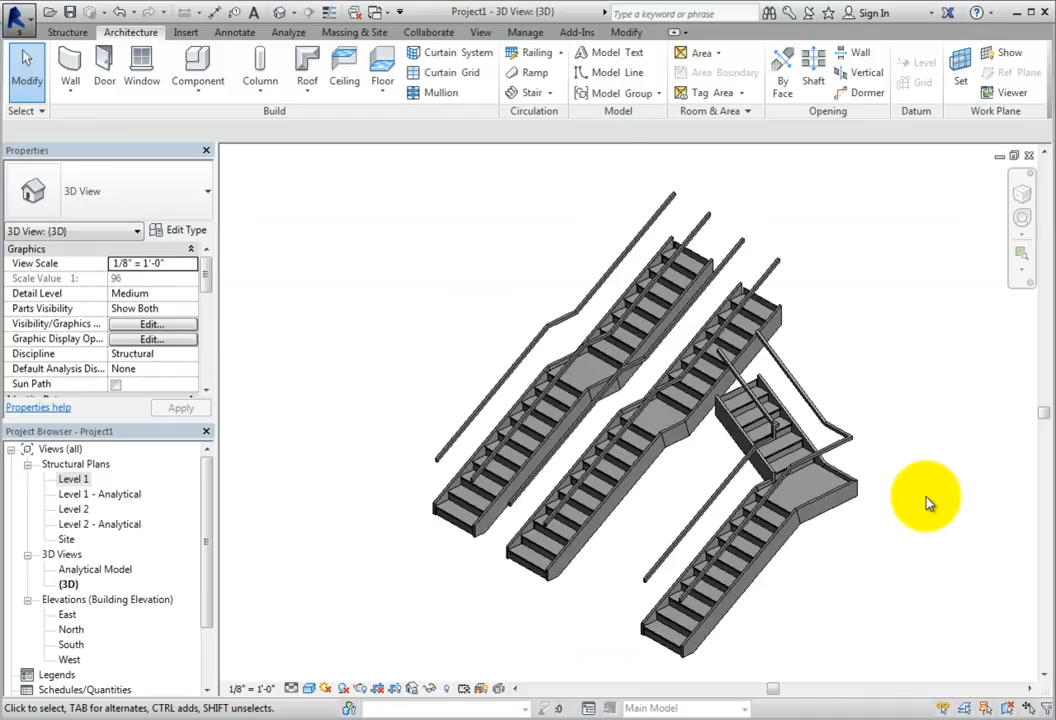 Project1 - 3D View: {3D}
Type a keyword or phrase
Sign In
Structure Architecture Insert Annotate Analyze Massing & Site Collaborate View Manage Add-Ins Modify
Modify Wall Door Window Component Column Roof Ceiling Floor
Curtain System
Curtain Grid
Mullion
Railing
Ramp
Stair
Model Text
Model Line
Model Group
Area
Area Boundary
Tag Area
By Face
Shaft
Wall
Vertical
Dormer
Level
Grid
Set
Show
Ref Plane
Viewer
Select Build Circulation Model Room & Area Opening Datum Work Plane
Properties
3D View
3D View: {3D} Edit Type
Graphics
View Scale 1/8" = 1'-0"
Scale Value 1: 96
Detail Level Medium
Parts Visibility Show Both
Visibility/Graphics ... Edit...
Graphic Display Op... Edit...
Discipline Structural
Default Analysis Dis... None
Sun Path
Properties help Apply
Project Browser - Project1
Views (all)
Structural Plans
Level 1
Level 1 - Analytical
Level 2
Level 2 - Analytical
Site
3D Views
Analytical Model
{3D}
Elevations (Building Elevation)
East
North
South
West
Legends
Schedules/Quantities
1/8" = 1'-0"
Click to select, TAB for alternates, CTRL adds, SHIFT unselects.
:0
Main Model